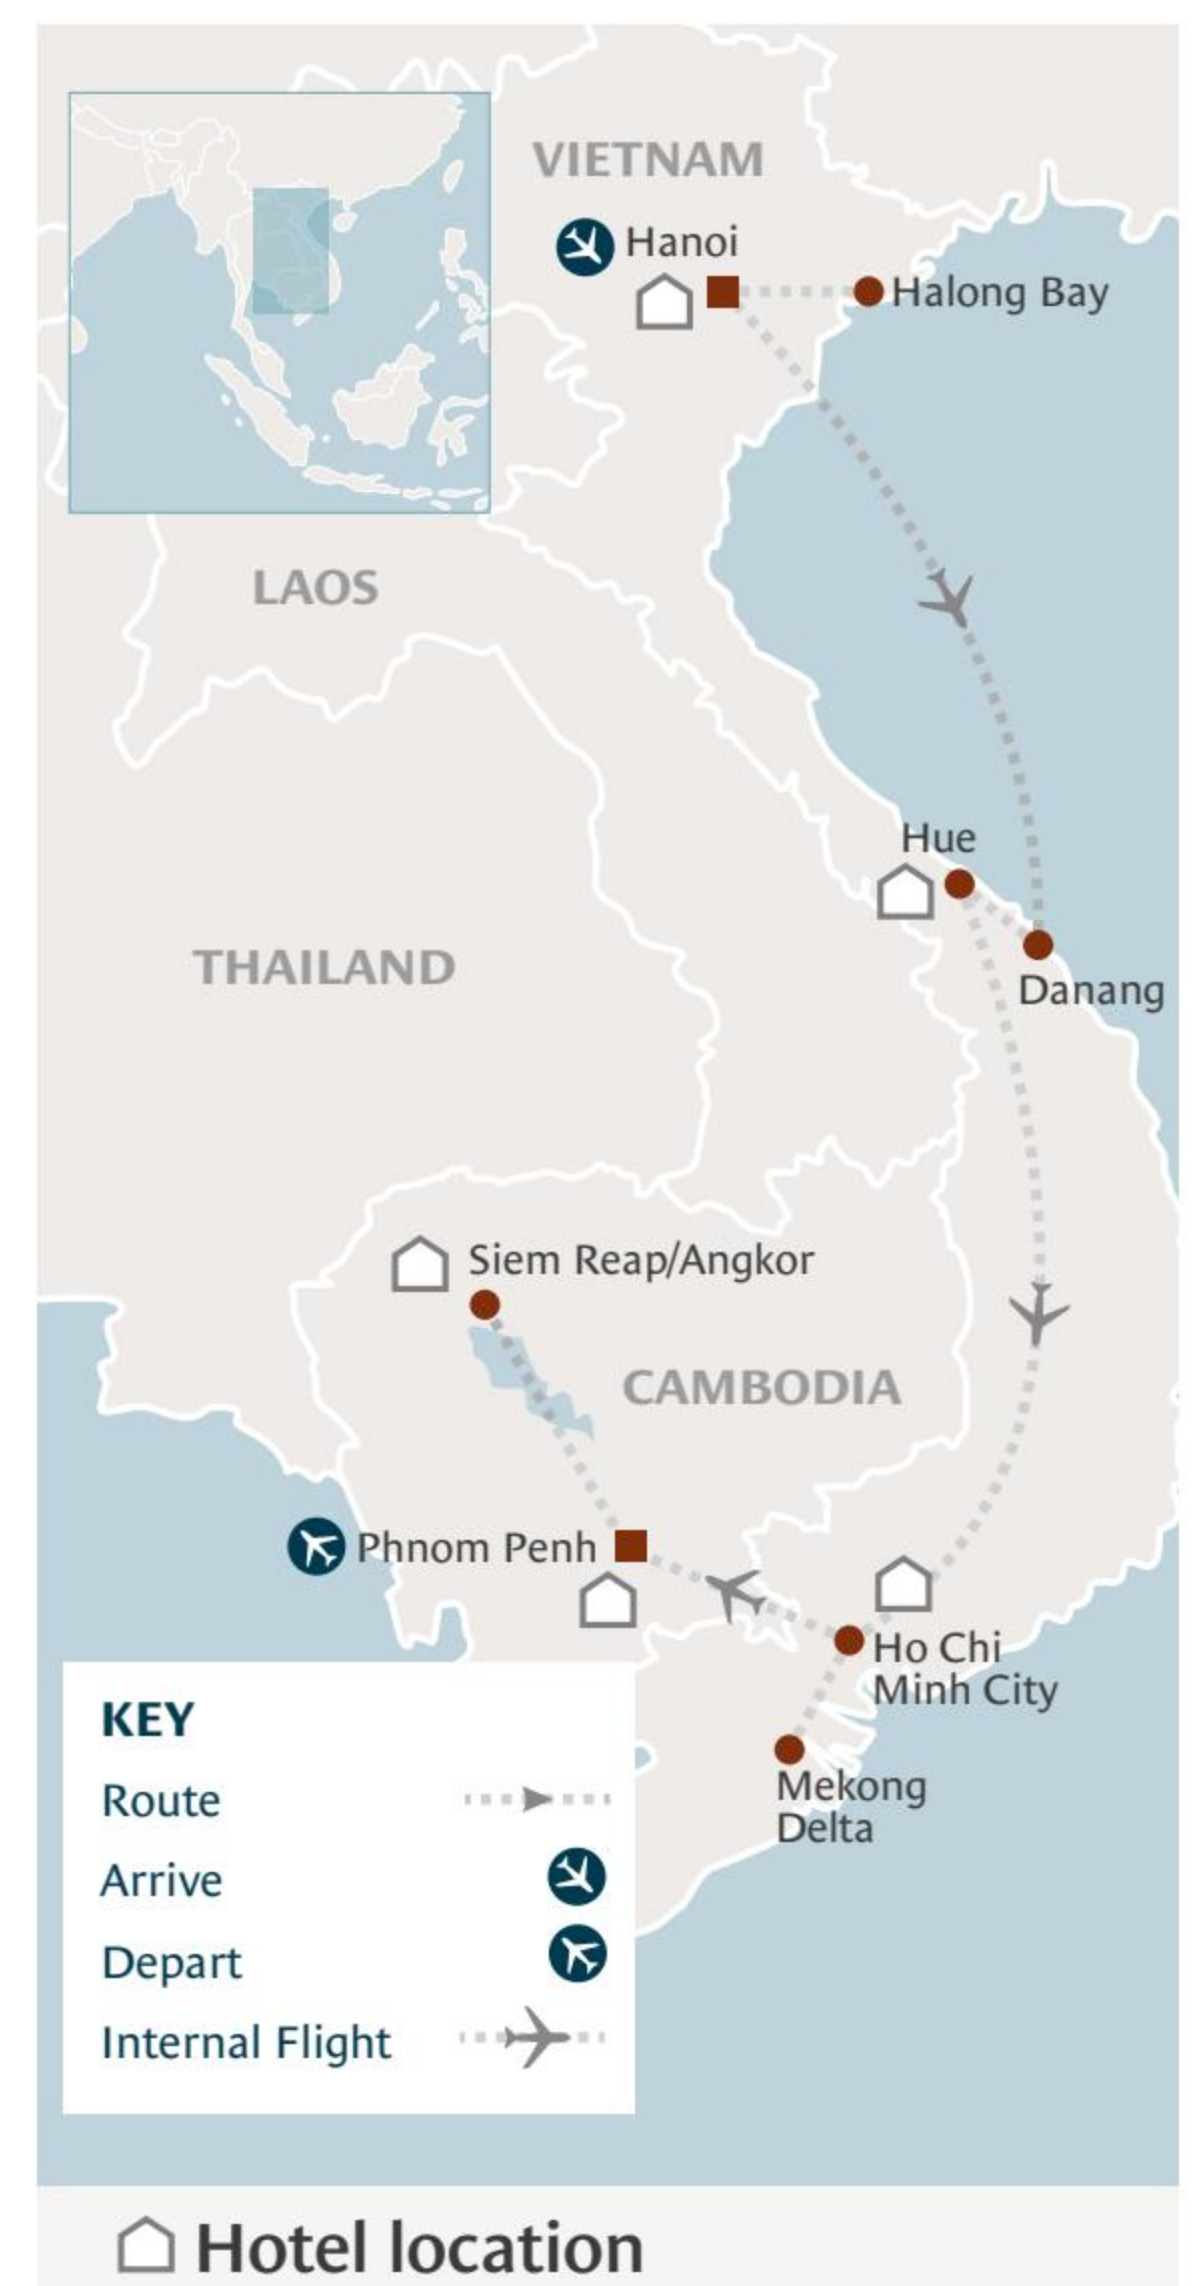 VIETNAM
Hanoi
Halong Bay
LAOS
Hue
THAILAND
Danang
Siem Reap/Angkor
CAMBODIA
Phnom Penh
Ho Chi
Minh City
Mekong
Delta
KEY
Route
Arrive
Depart
Internal Flight
Hotel location